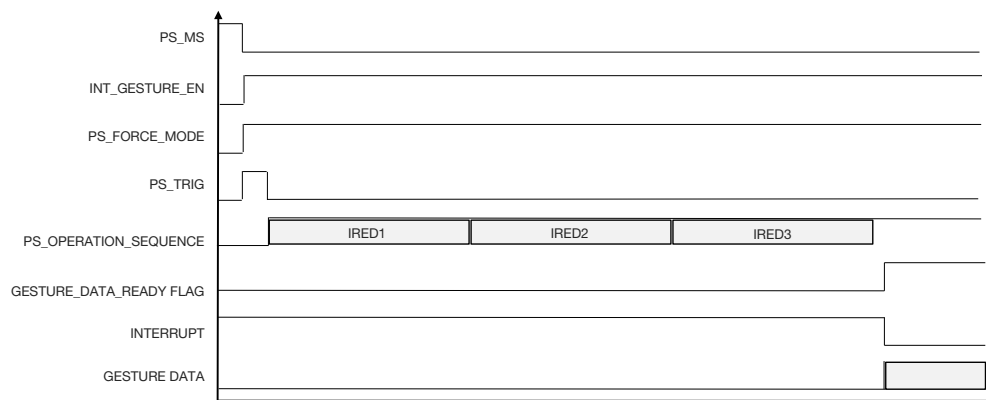 PS_MS
INT_GESTURE_EN
PS_FORCE_MODE
PS_TRIG
PS_OPERATION_SEQUENCE
IRED1
IRED2
IRED3
GESTURE_DATA_READY FLAG
INTERRUPT
GESTURE DATA